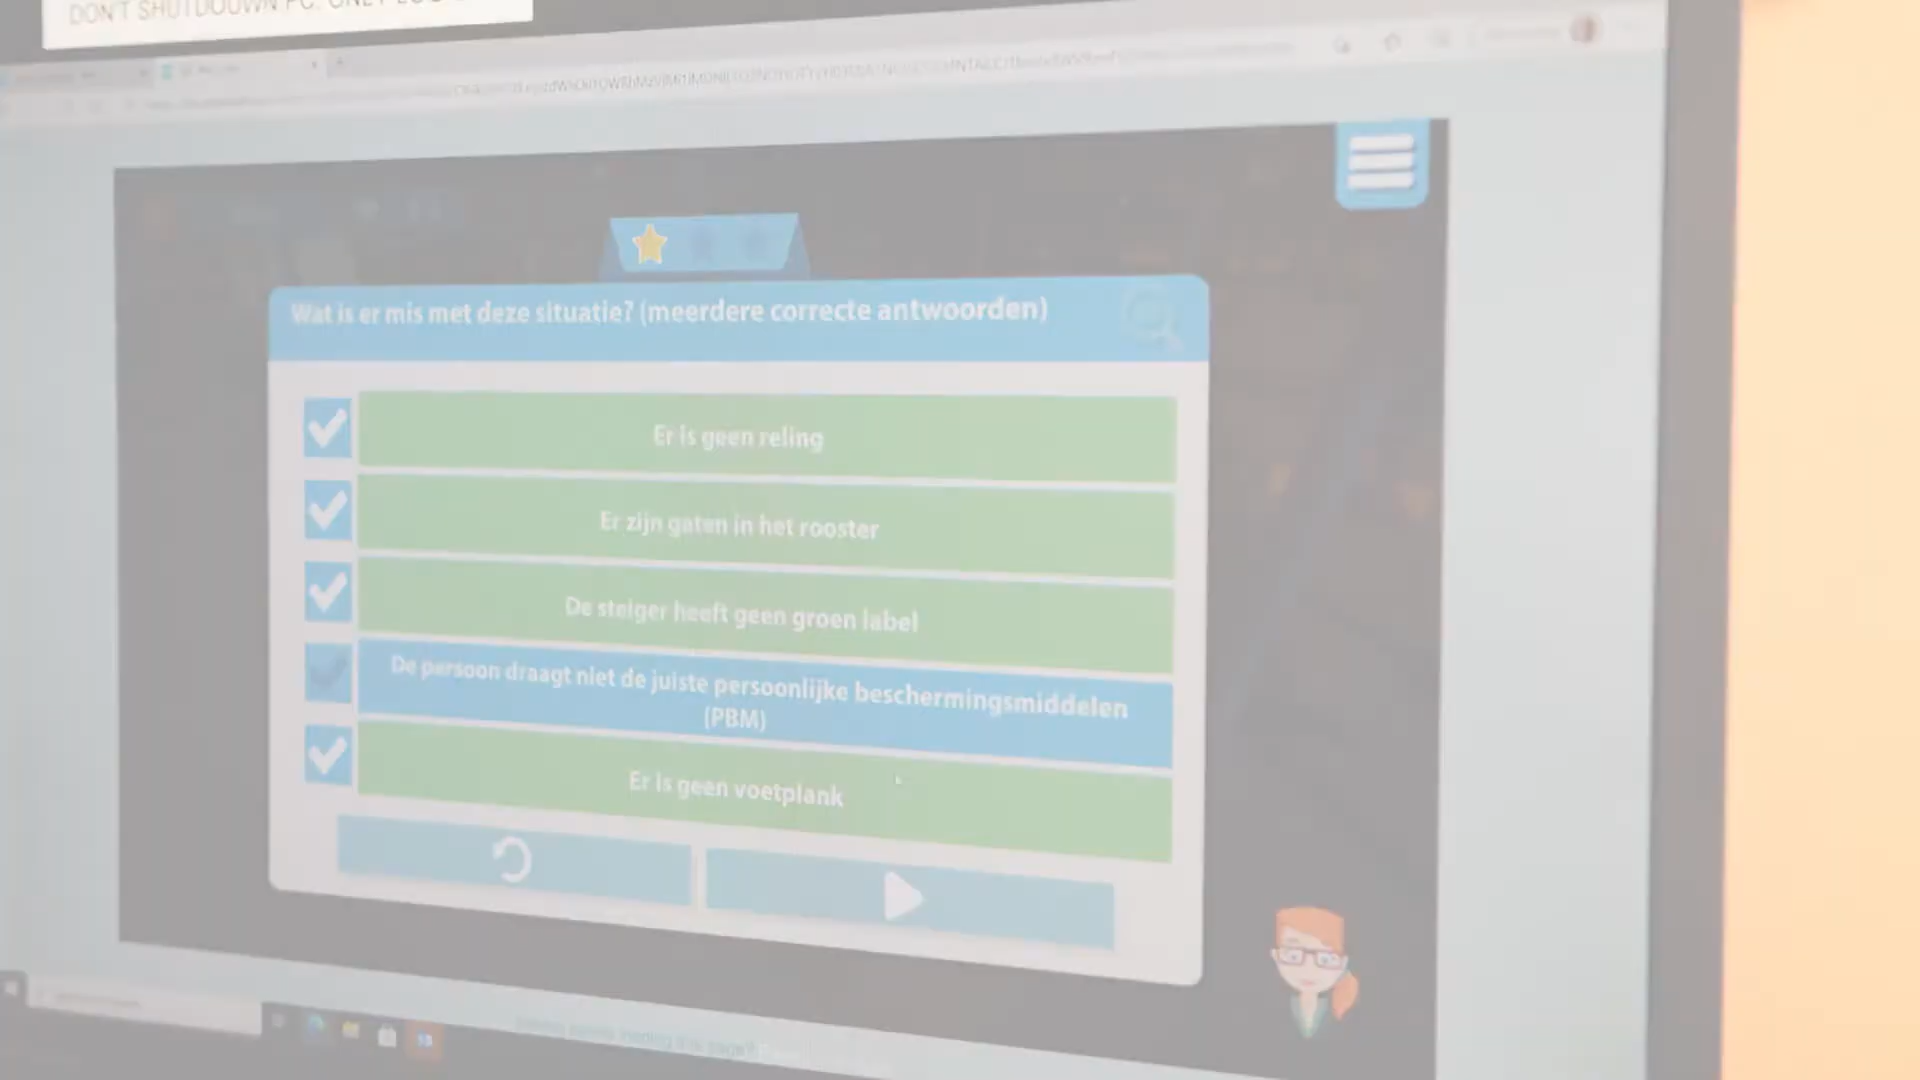 DON'T SHUTDOUWN PC. ONLY
Wat is er mis met deze situatie? (meerdere correcte antwoorden)
Er is geen reling
Er zijn gaten in het rooster
De steiger heeft geen groen label
De persoon draagt niet de juiste persoonlijke beschermingsmiddelen
(PBM)
Er is geen voetplank